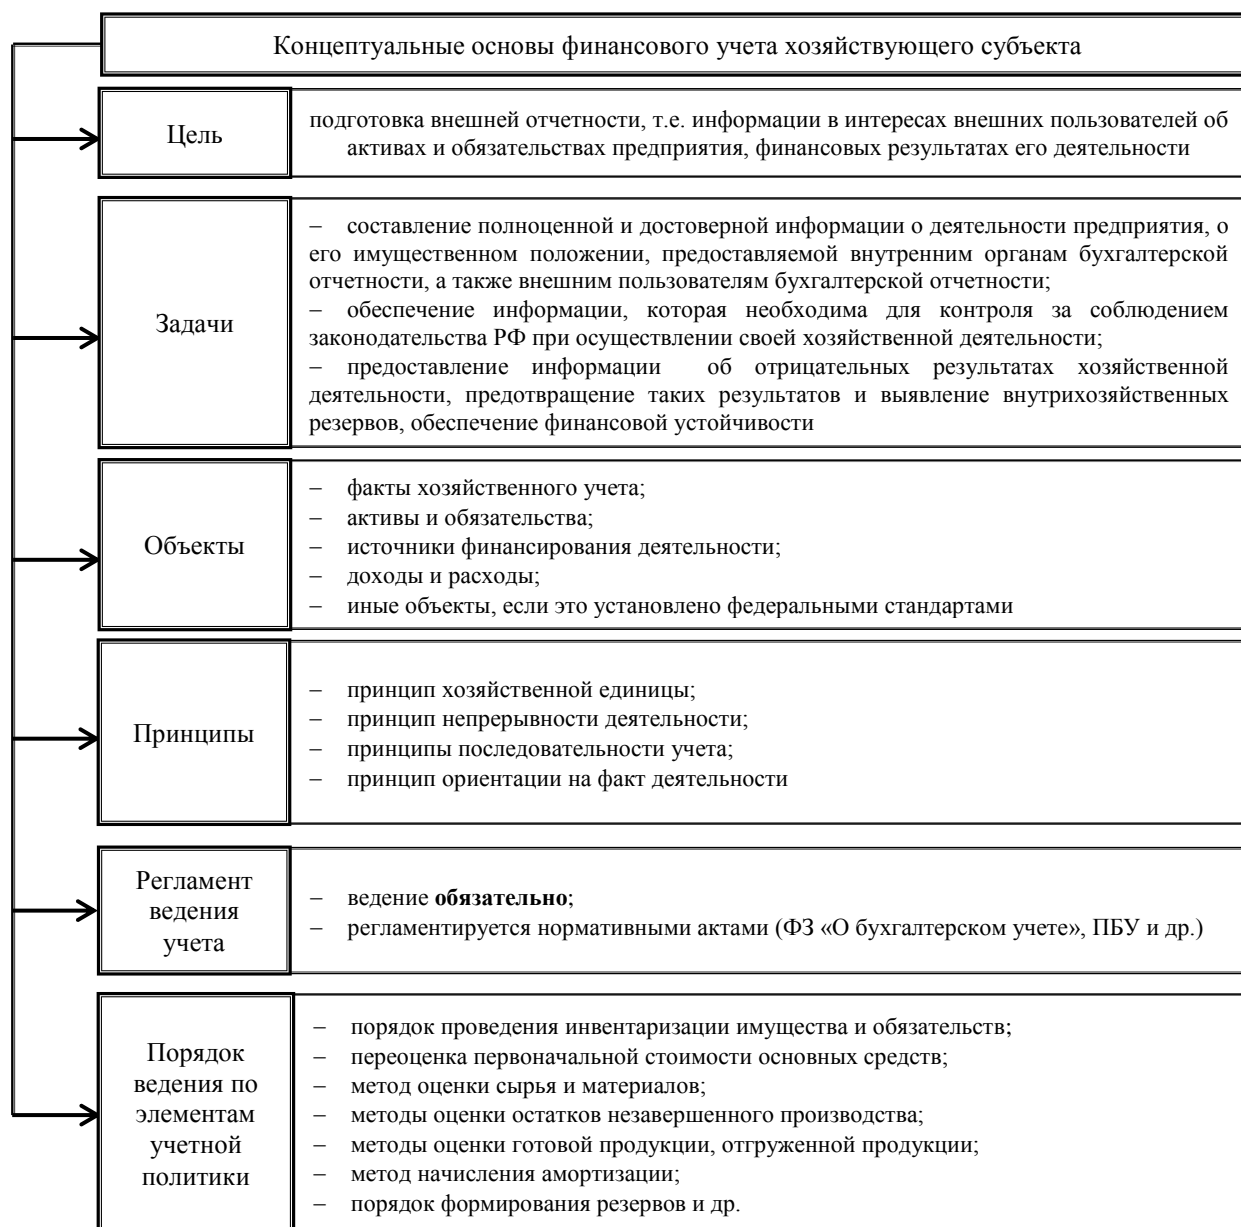 Концептуальные основы финансового учета хозяйствующего субъекта
Цель
подготовка внешней отчетности, т.е. информации в интересах внешних пользователей об
активах и обязательствах предприятия, финансовых результатах его деятельности
Задачи
– составление полноценной и достоверной информации о деятельности предприятия, о
его имущественном положении, предоставляемой внутренним органам бухгалтерской
отчетности, а также внешним пользователям бухгалтерской отчетности;
– обеспечение информации, которая необходима для контроля за соблюдением
законодательства РФ при осуществлении своей хозяйственной деятельности;
– предоставление информации об отрицательных результатах хозяйственной
деятельности, предотвращение таких результатов и выявление внутрихозяйственных
резервов, обеспечение финансовой устойчивости
Объекты
– факты хозяйственного учета;
– активы и обязательства;
– источники финансирования деятельности;
– доходы и расходы;
– иные объекты, если это установлено федеральными стандартами
Принципы
– принцип хозяйственной единицы;
– принцип непрерывности деятельности;
– принципы последовательности учета;
– принцип ориентации на факт деятельности
Регламент
ведения
учета
– ведение обязательно;
– регламентируется нормативными актами (ФЗ «О бухгалтерском учете», ПБУ и др.)
Порядок
ведения по
элементам
учетной
политики
– порядок проведения инвентаризации имущества и обязательств;
– переоценка первоначальной стоимости основных средств;
– метод оценки сырья и материалов;
– методы оценки остатков незавершенного производства;
– методы оценки готовой продукции, отгруженной продукции;
– метод начисления амортизации;
– порядок формирования резервов и др.